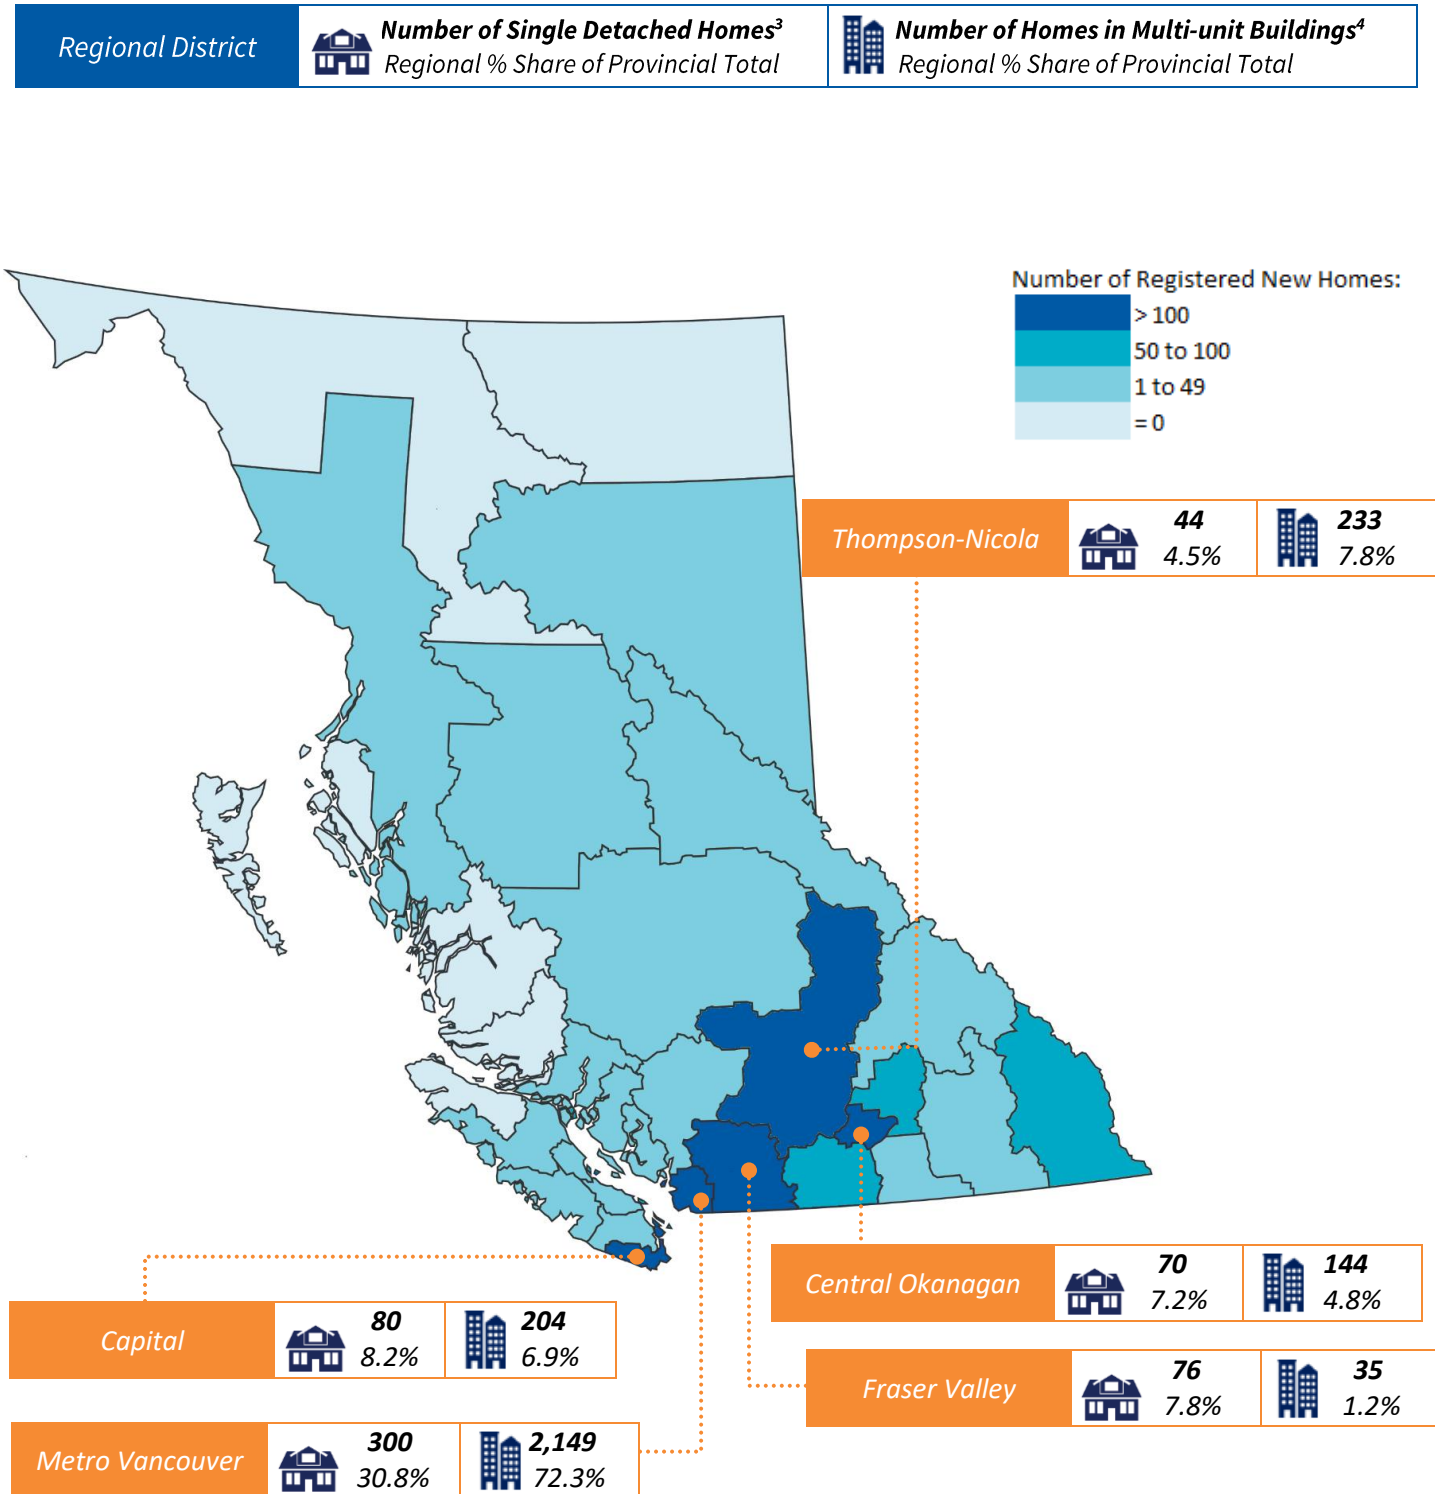 Regional District
Number of Single Detached Homes³
Regional % Share of Provincial Total
Number of Homes in Multi-unit Buildings⁴
Regional % Share of Provincial Total
Number of Registered New Homes:
> 100
50 to 100
1 to 49
= 0
Thompson-Nicola
44
4.5%
233
7.8%
Central Okanagan
70
7.2%
144
4.8%
Capital
80
8.2%
204
6.9%
Fraser Valley
76
7.8%
35
1.2%
Metro Vancouver
300
30.8%
2,149
72.3%